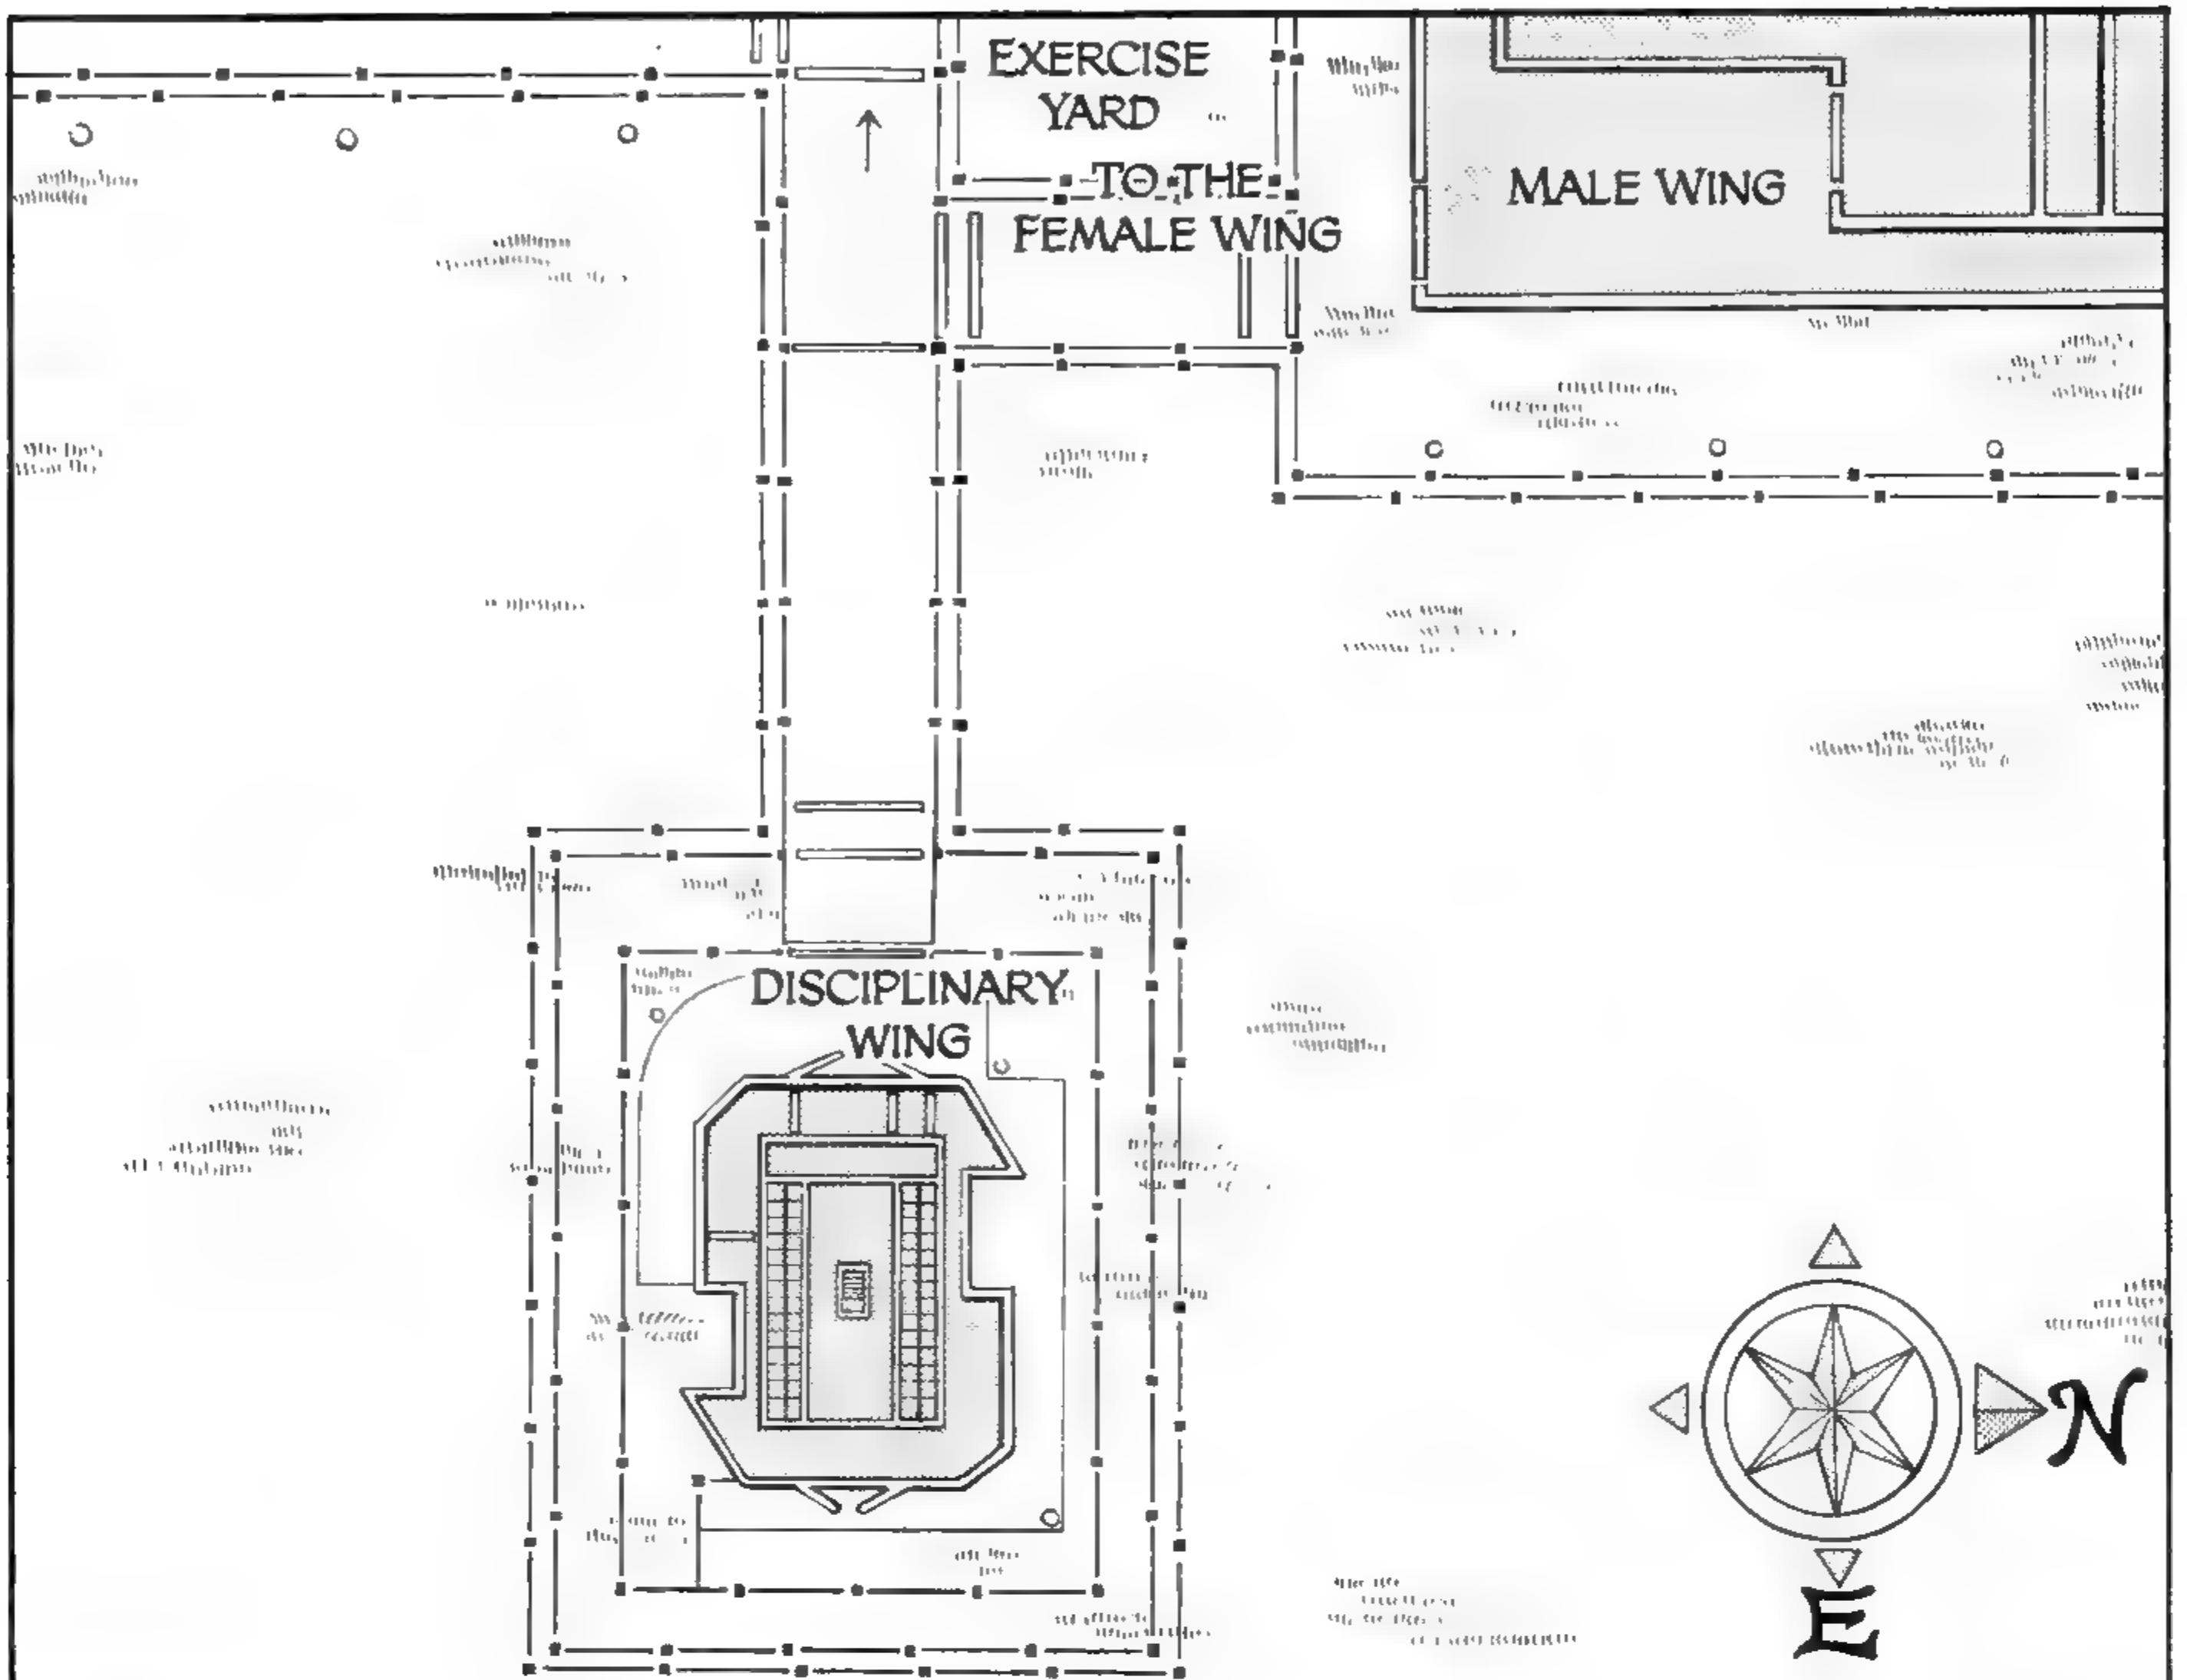 EXERCISE
YARD
TO THE
FEMALE WING
MALE WING
DISCIPLINARY
WING
N
E